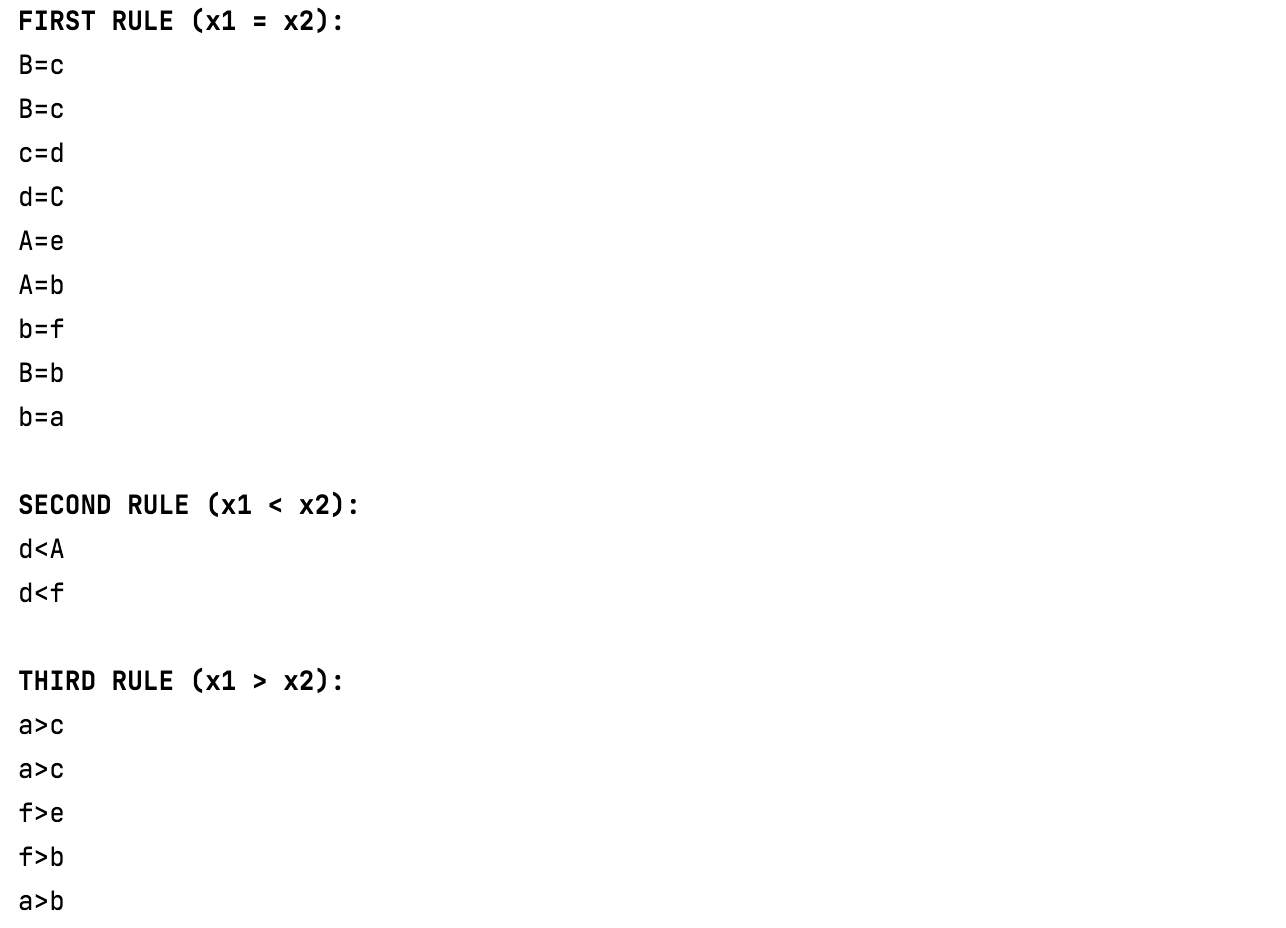 FIRST RULE (x1 = x2):
B=c
B=c
c=d
d=C
A=e
A=b
b=f
B=b
b=a
SECOND RULE (x1 < x2):
d<A
d<f
THIRD RULE (x1 > x2):
a>c
a>c
f>e
f>b
a>b